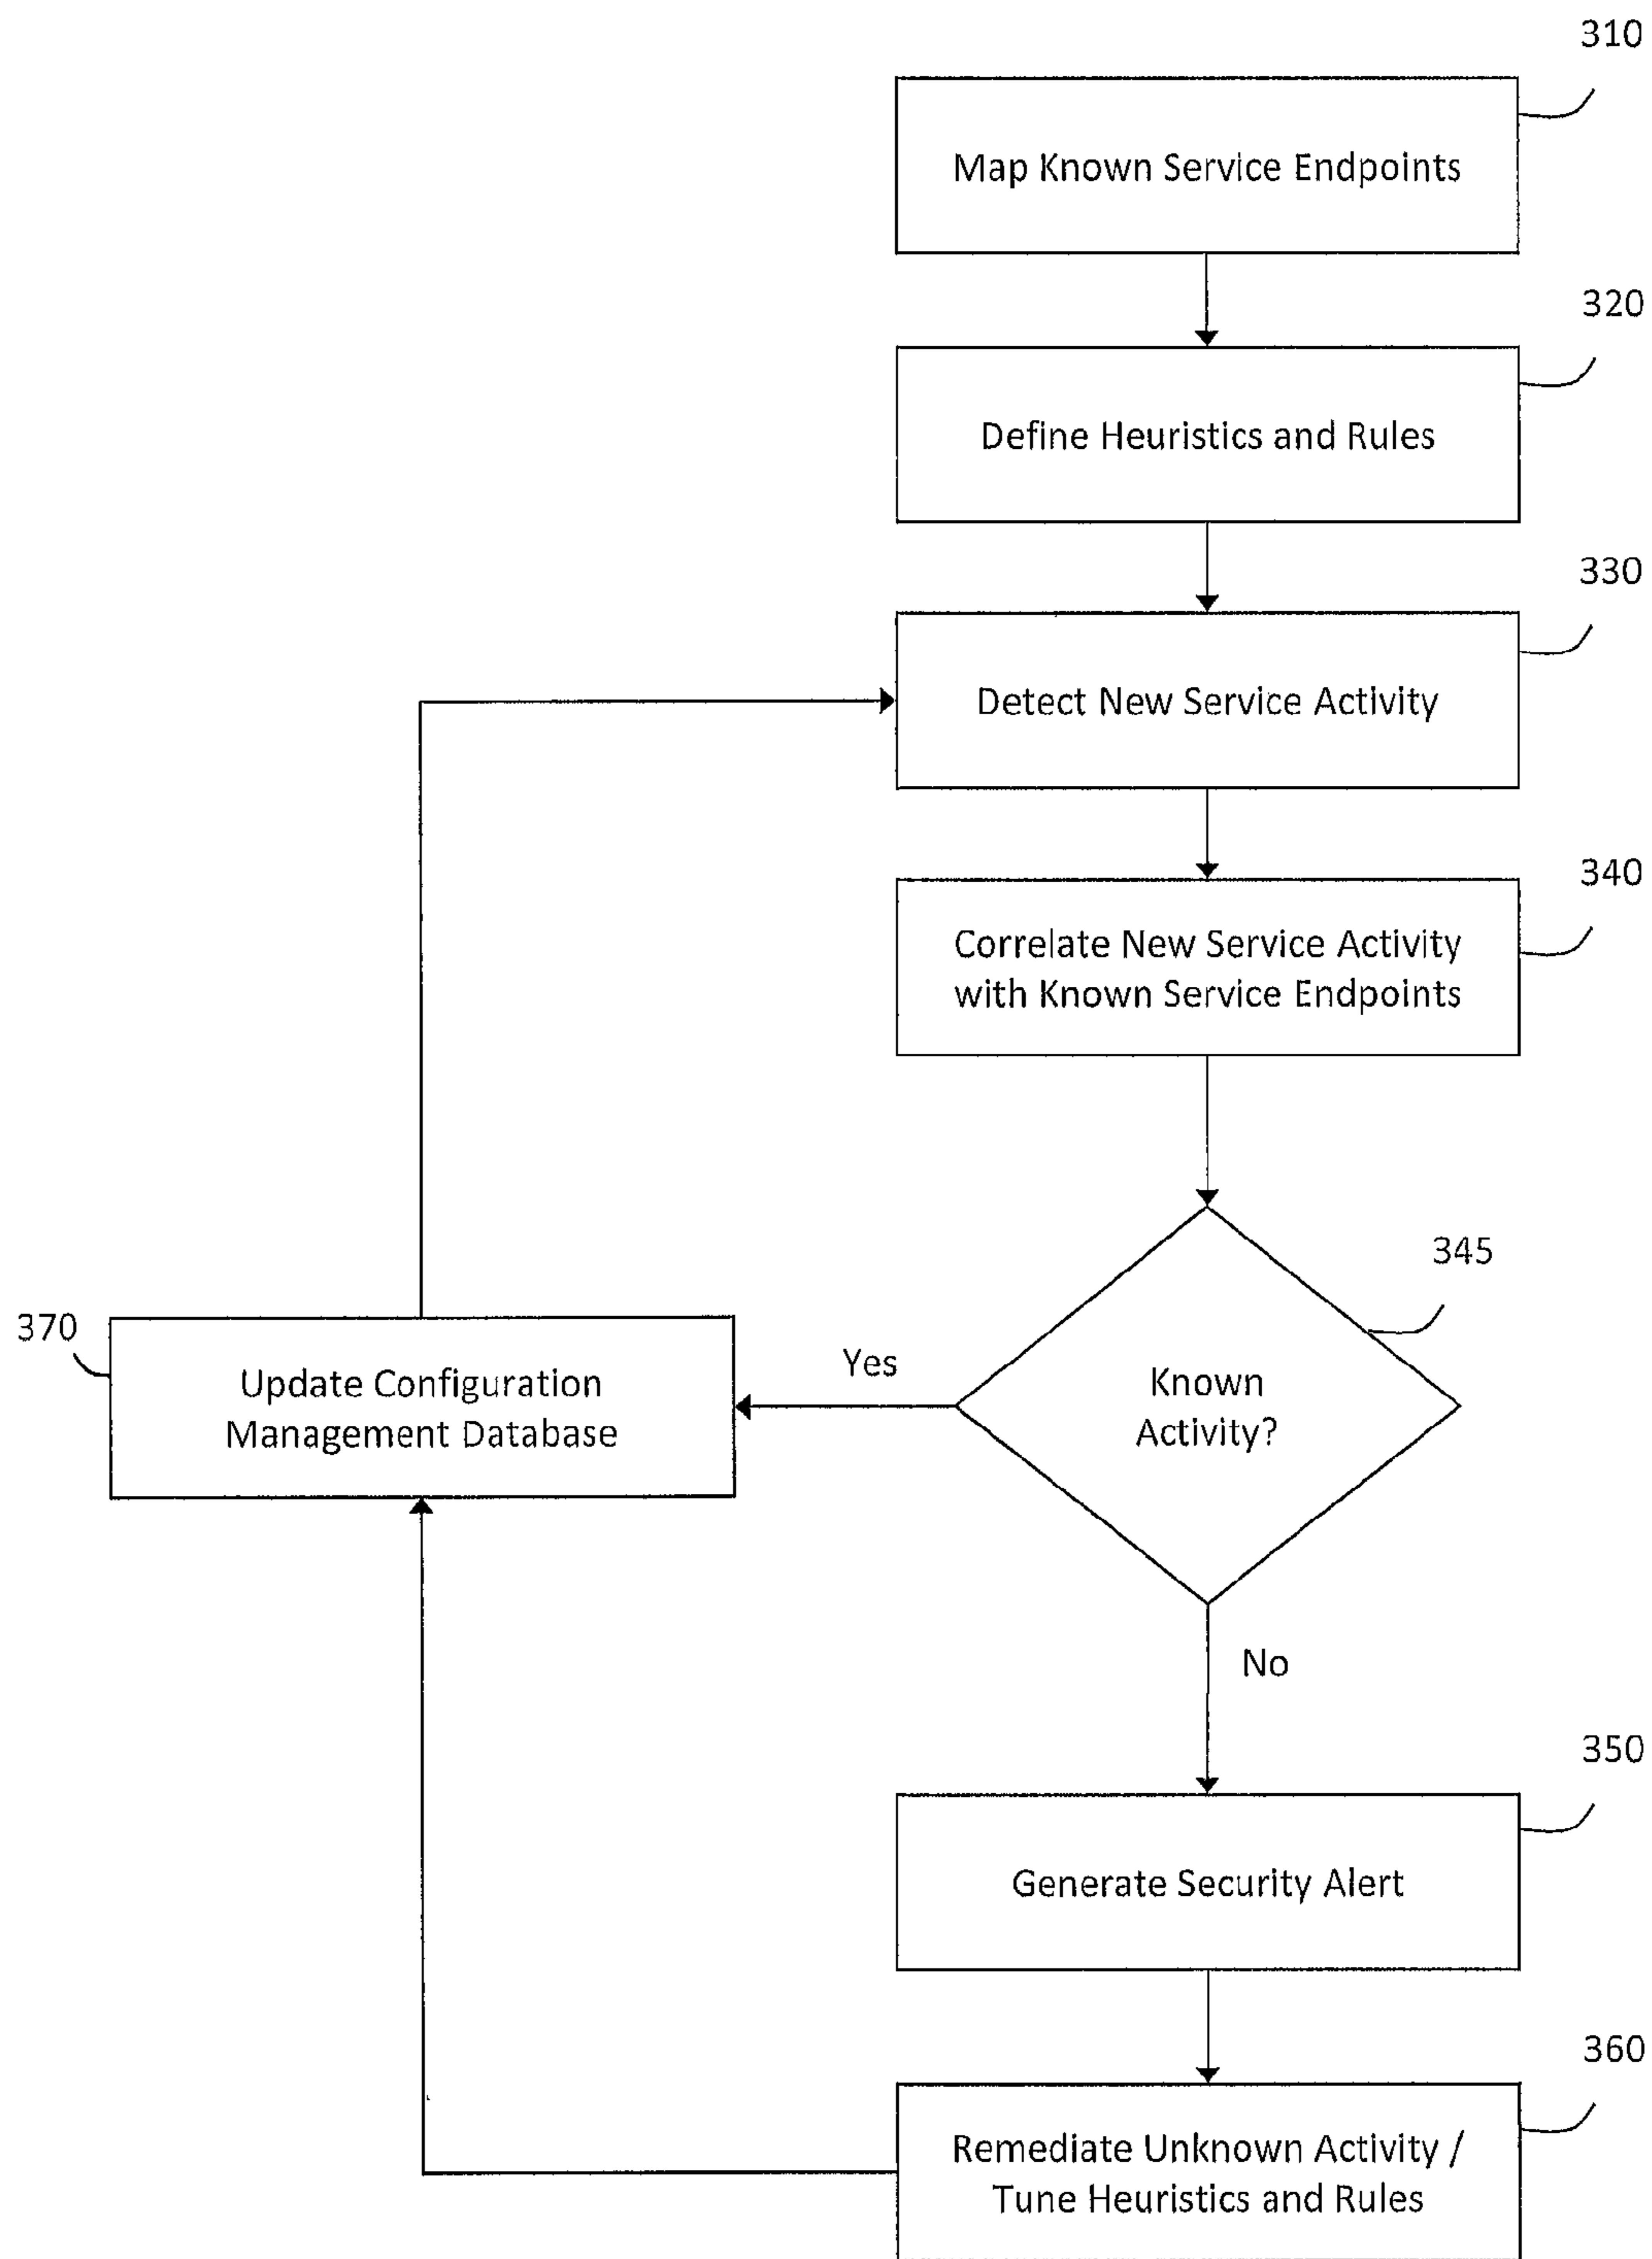 310
Map Known Service Endpoints
320
Define Heuristics and Rules
330
Detect New Service Activity
340
Correlate New Service Activity
with Known Service Endpoints
345
Known
Activity?
Yes
370
Update Configuration
Management Database
No
350
Generate Security Alert
360
Remediate Unknown Activity /
Tune Heuristics and Rules